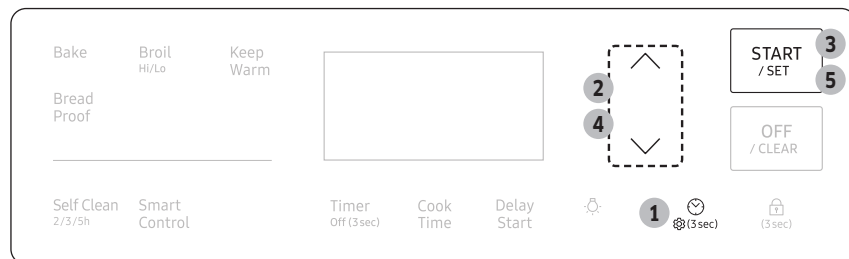 Bake
Broil
Hi/Lo
Keep
Warm
Bread
Proof
Self Clean
2/3/5h
Smart
Control
Timer
Off (3 sec)
Cook
Time
Delay
Start
2
4
1
(3 sec)
(3 sec)
START
/ SET
3
5
OFF
/ CLEAR